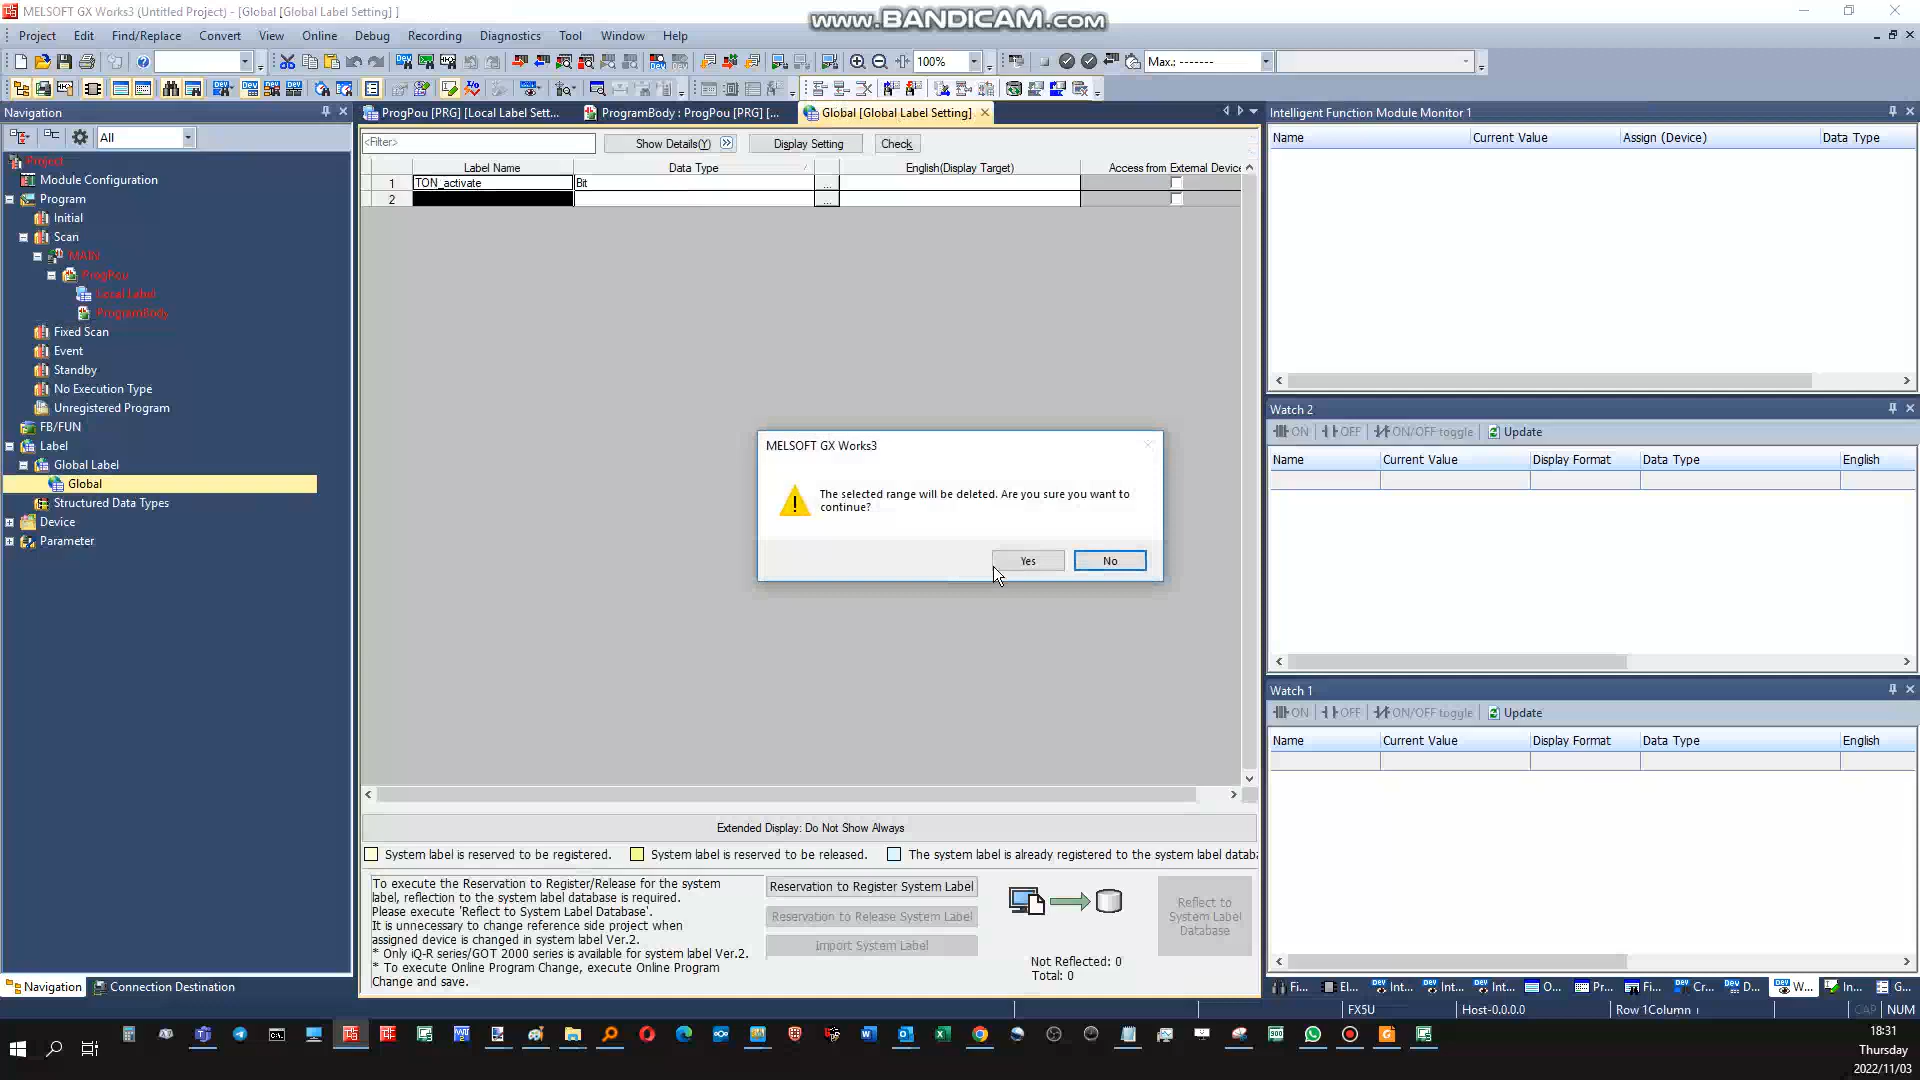 MELSOFT GX Works3 (Untitled Project) - [Global [Global Label Setting] ]
www.BANDICAM.com
Project Edit Find/Replace Convert View Online Debug Recording Diagnostics Tool Window Help
100%
Max.: -------
Navigation
All
Project
Module Configuration
Program
Initial
Scan
MAIN
ProgPou
Local Label
ProgramBody
Fixed Scan
Event
Standby
No Execution Type
Unregistered Program
FB/FUN
Label
Global Label
Global
Structured Data Types
Device
Parameter
Navigation
Connection Destination
ProgPou [PRG] [Local Label Sett...
ProgramBody : ProgPou [PRG] [...
Global [Global Label Setting]
<Filter>
Show Details(Y)
Display Setting
Check
Label Name Data Type English(Display Target) Access from External Device
1 TON_activate Bit ...
2 ...
MELSOFT GX Works3
The selected range will be deleted. Are you sure you want to
continue?
Yes
No
Extended Display: Do Not Show Always
System label is reserved to be registered.
System label is reserved to be released.
The system label is already registered to the system label databa
To execute the Reservation to Register/Release for the system
label, reflection to the system label database is required.
Please execute 'Reflect to System Label Database'.
It is unnecessary to change reference side project when
assigned device is changed in system label Ver.2.
* Only iQ-R series/GOT 2000 series is available for system label Ver.2.
* To execute Online Program Change, execute Online Program
Change and save.
Reservation to Register System Label
Reservation to Release System Label
Import System Label
Not Reflected: 0
Total: 0
Reflect to
System Label
Database
Intelligent Function Module Monitor 1
Name Current Value Assign (Device) Data Type
Watch 2
ON OFF ON/OFF toggle Update
Name Current Value Display Format Data Type English
Watch 1
ON OFF ON/OFF toggle Update
Name Current Value Display Format Data Type English
Fi... El... Int... Int... Int... O... Pr... Fi... Cr... D... W... In... G...
FX5U
Host-0.0.0.0
Row 1Column
CAP
NUM
18:31
Thursday
2022/11/03